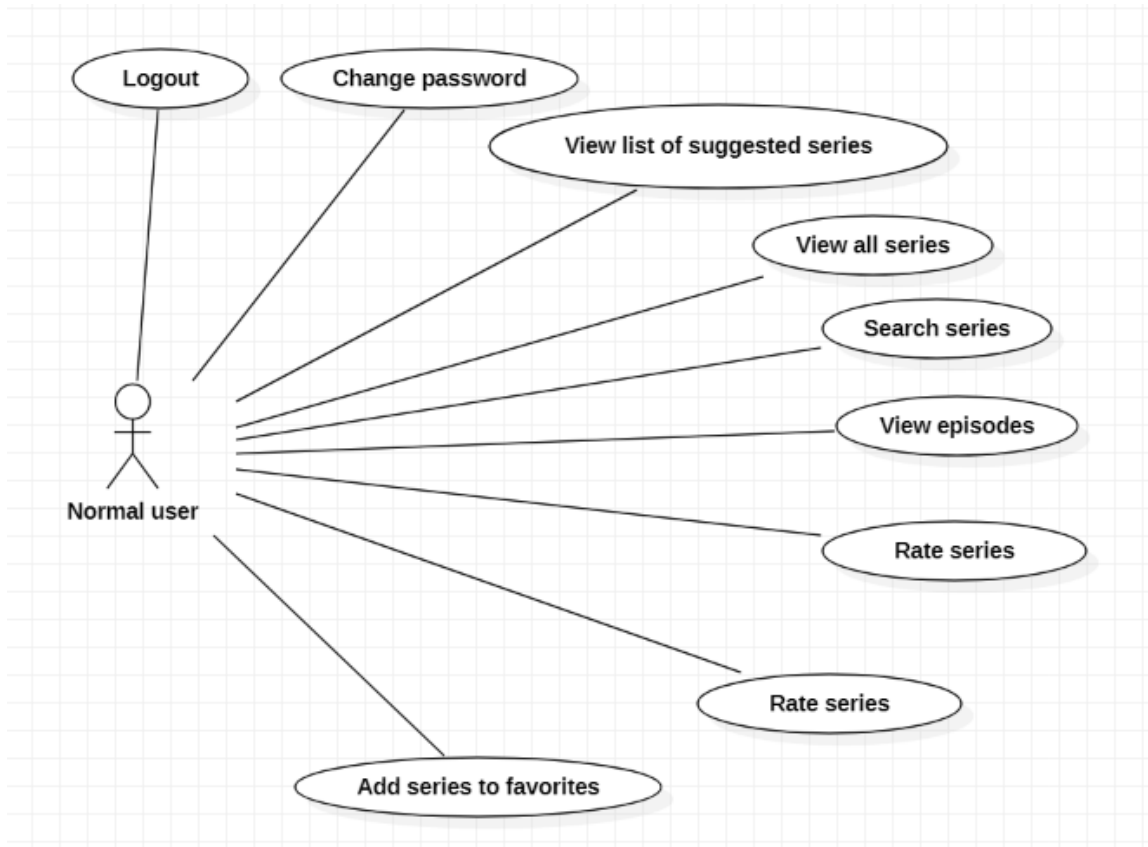 Logout
Change password
View list of suggested series
View all series
Search series
View episodes
Normal user
Rate series
Rate series
Add series to favorites